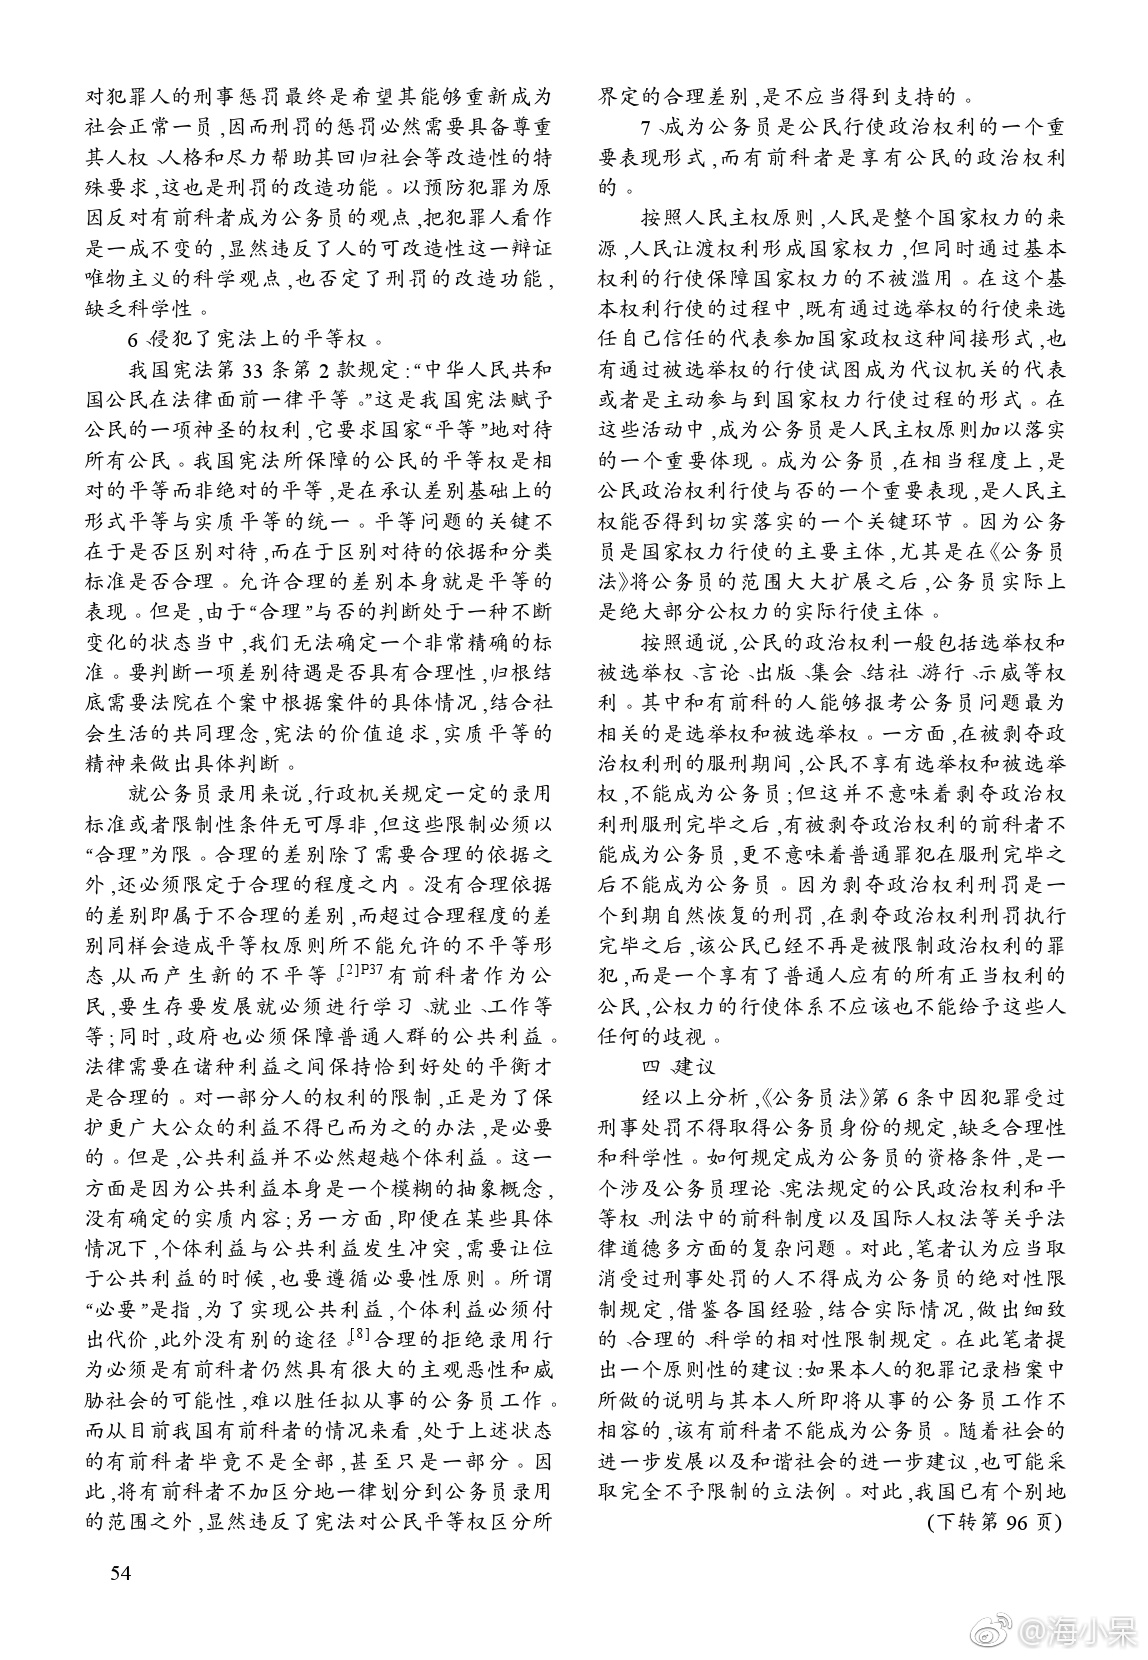 对犯罪人的刑事惩罚最终是希望其能够重新成为
社会正常一员,因而刑罚的惩罚必然需要具备尊重
其人权、人格和尽力帮助其回归社会等改造性的特
殊要求,这也是刑罚的改造功能。以预防犯罪为原
因反对有前科者成为公务员的观点,把犯罪人看作
是一成不变的,显然违反了人的可改造性这一辩证
唯物主义的科学观点,也否定了刑罚的改造功能,
缺乏科学性。
6、侵犯了宪法上的平等权。
我国宪法第33条第2款规定:“中华人民共和
国公民在法律面前一律平等。”这是我国宪法赋予
公民的一项神圣的权利,它要求国家“平等”地对待
所有公民。我国宪法所保障的公民的平等权是相
对的平等而非绝对的平等,是在承认差别基础上的
形式平等与实质平等的统一。平等问题的关键不
在于是否区别对待,而在于区别对待的依据和分类
标准是否合理。允许合理的差别本身就是平等的
表现。但是,由于“合理”与否的判断处于一种不断
变化的状态当中,我们无法确定一个非常精确的标
准。要判断一项差别待遇是否具有合理性,归根结
底需要法院在个案中根据案件的具体情况,结合社
会生活的共同理念,宪法的价值追求,实质平等的
精神来做出具体判断。
就公务员录用来说,行政机关规定一定的录用
标准或者限制性条件无可厚非,但这些限制必须以
“合理”为限。合理的差别除了需要合理的依据之
外,还必须限定于合理的程度之内。没有合理依据
的差别即属于不合理的差别,而超过合理程度的差
别同样会造成平等权原则所不能允许的不平等形
态,从而产生新的不平等。[2]P37有前科者作为公
民,要生存要发展就必须进行学习、就业、工作等
等;同时,政府也必须保障普通人群的公共利益。
法律需要在诸种利益之间保持恰到好处的平衡才
是合理的。对一部分人的权利的限制,正是为了保
护更广大公众的利益不得已而为之的办法,是必要
的。但是,公共利益并不必然超越个体利益。这一
方面是因为公共利益本身是一个模糊的抽象概念,
没有确定的实质内容;另一方面,即便在某些具体
情况下,个体利益与公共利益发生冲突,需要让位
于公共利益的时候,也要遵循必要性原则。所谓
“必要”是指,为了实现公共利益,个体利益必须付
出代价,此外没有别的途径。[8]合理的拒绝录用行
为必须是有前科者仍然具有很大的主观恶性和威
胁社会的可能性,难以胜任拟从事的公务员工作。
而从目前我国有前科者的情况来看,处于上述状态
的有前科者毕竟不是全部,甚至只是一部分。因
此,将有前科者不加区分地一律划分到公务员录用
的范围之外,显然违反了宪法对公民平等权区分所
界定的合理差别,是不应当得到支持的。
7、成为公务员是公民行使政治权利的一个重
要表现形式,而有前科者是享有公民的政治权利
的。
按照人民主权原则,人民是整个国家权力的来
源,人民让渡权利形成国家权力,但同时通过基本
权利的行使保障国家权力的不被滥用。在这个基
本权利行使的过程中,既有通过选举权的行使来选
任自己信任的代表参加国家政权这种间接形式,也
有通过被选举权的行使试图成为代议机关的代表
或者是主动参与到国家权力行使过程的形式。在
这些活动中,成为公务员是人民主权原则加以落实
的一个重要体现。成为公务员,在相当程度上,是
公民政治权利行使与否的一个重要表现,是人民主
权能否得到切实落实的一个关键环节。因为公务
员是国家权力行使的主要主体,尤其是在《公务员
法》将公务员的范围大大扩展之后,公务员实际上
是绝大部分公权力的实际行使主体。
按照通说,公民的政治权利一般包括选举权和
被选举权、言论、出版、集会、结社、游行、示威等权
利。其中和有前科的人能够报考公务员问题最为
相关的是选举权和被选举权。一方面,在被剥夺政
治权利刑的服刑期间,公民不享有选举权和被选举
权,不能成为公务员;但这并不意味着剥夺政治权
利刑服刑完毕之后,有被剥夺政治权利的前科者不
能成为公务员,更不意味着普通罪犯在服刑完毕之
后不能成为公务员。因为剥夺政治权利刑罚是一
个到期自然恢复的刑罚,在剥夺政治权利刑罚执行
完毕之后,该公民已经不再是被限制政治权利的罪
犯,而是一个享有了普通人应有的所有正当权利的
公民,公权力的行使体系不应该也不能给予这些人
任何的歧视。
四、建议
经以上分析,《公务员法》第6条中因犯罪受过
刑事处罚不得取得公务员身份的规定,缺乏合理性
和科学性。如何规定成为公务员的资格条件,是一
个涉及公务员理论、宪法规定的公民政治权利和平
等权、刑法中的前科制度以及国际人权法等关乎法
律道德多方面的复杂问题。对此,笔者认为应当取
消受过刑事处罚的人不得成为公务员的绝对性限
制规定,借鉴各国经验,结合实际情况,做出细致
的、合理的、科学的相对性限制规定。在此笔者提
出一个原则性的建议:如果本人的犯罪记录档案中
所做的说明与其本人所即将从事的公务员工作不
相容的,该有前科者不能成为公务员。随着社会的
进一步发展以及和谐社会的进一步建议,也可能采
取完全不予限制的立法例。对此,我国已有个别地
(下转第96页)
54
@海小呆